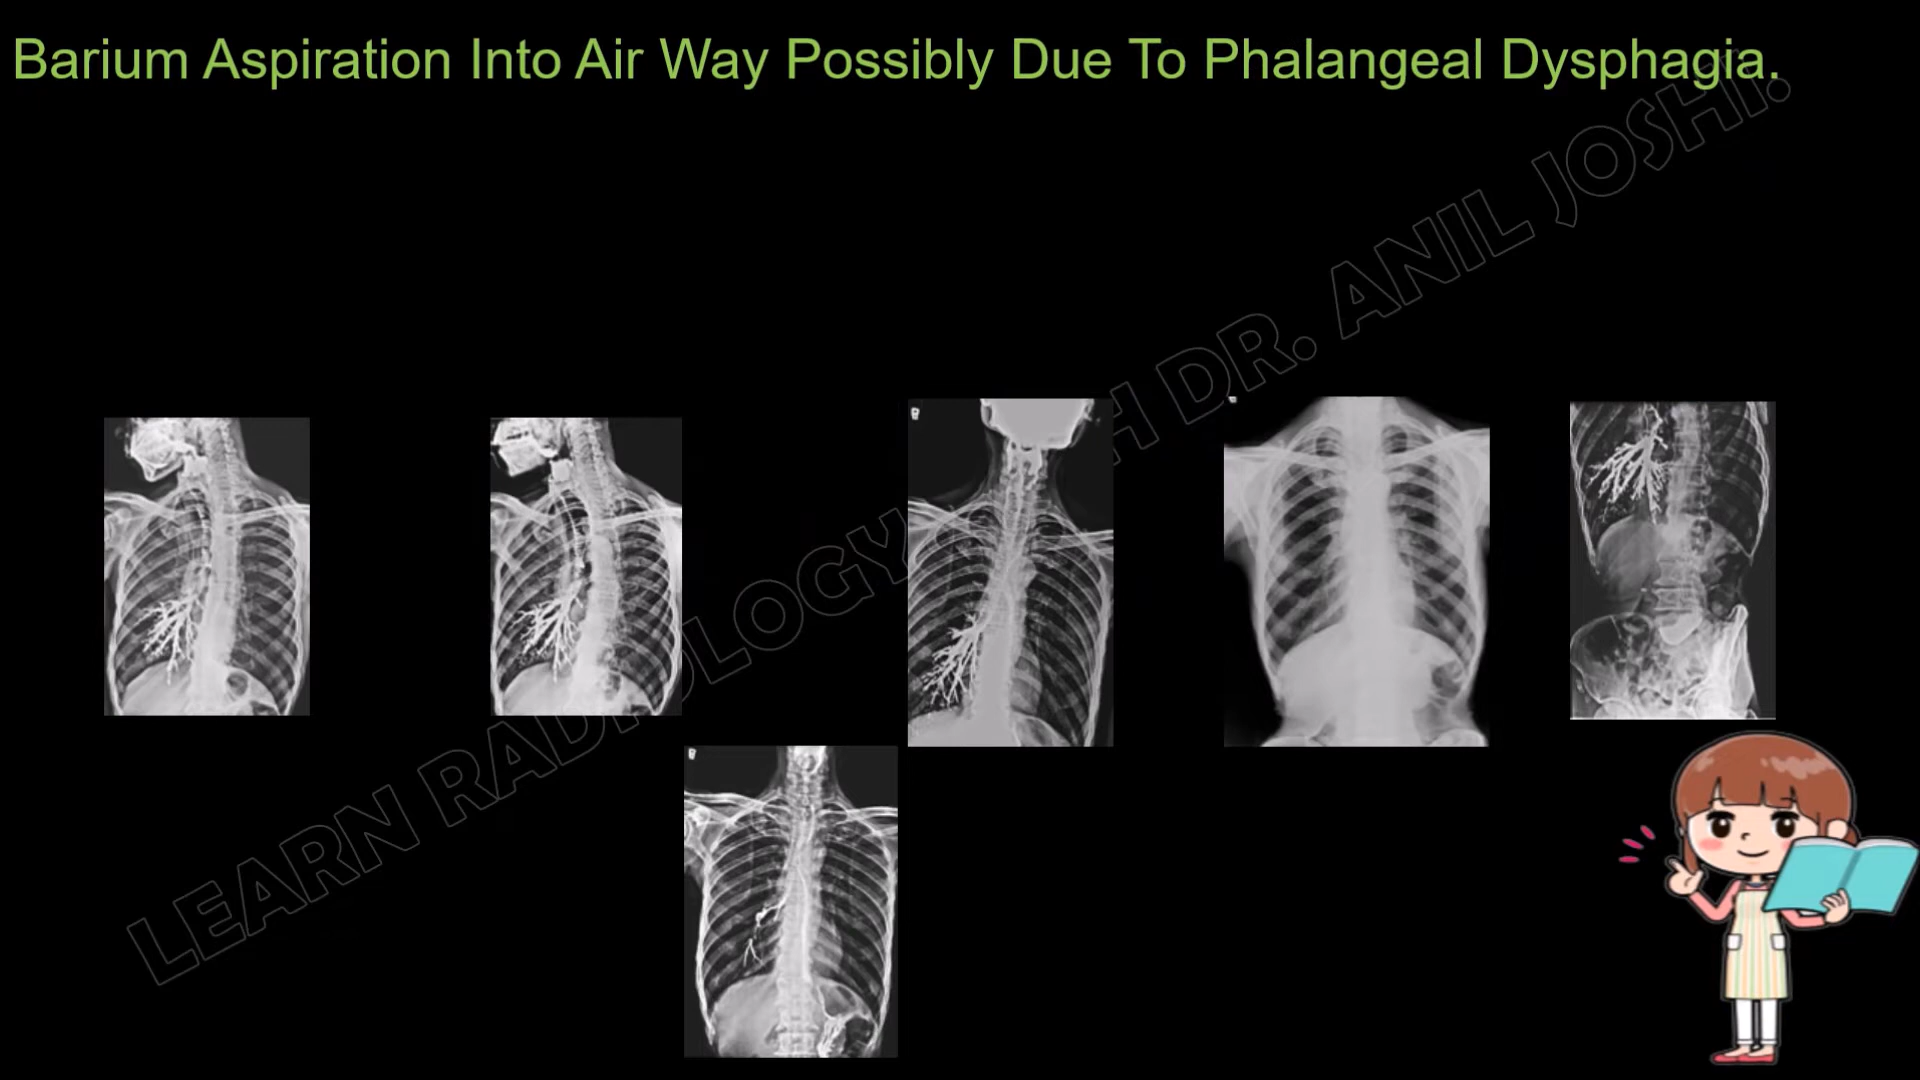 Barium Aspiration Into Air Way Possibly Due To Phalangeal Dysphagia.
LEARN RADIOLOGY WITH DR. ANIL JOSHI.